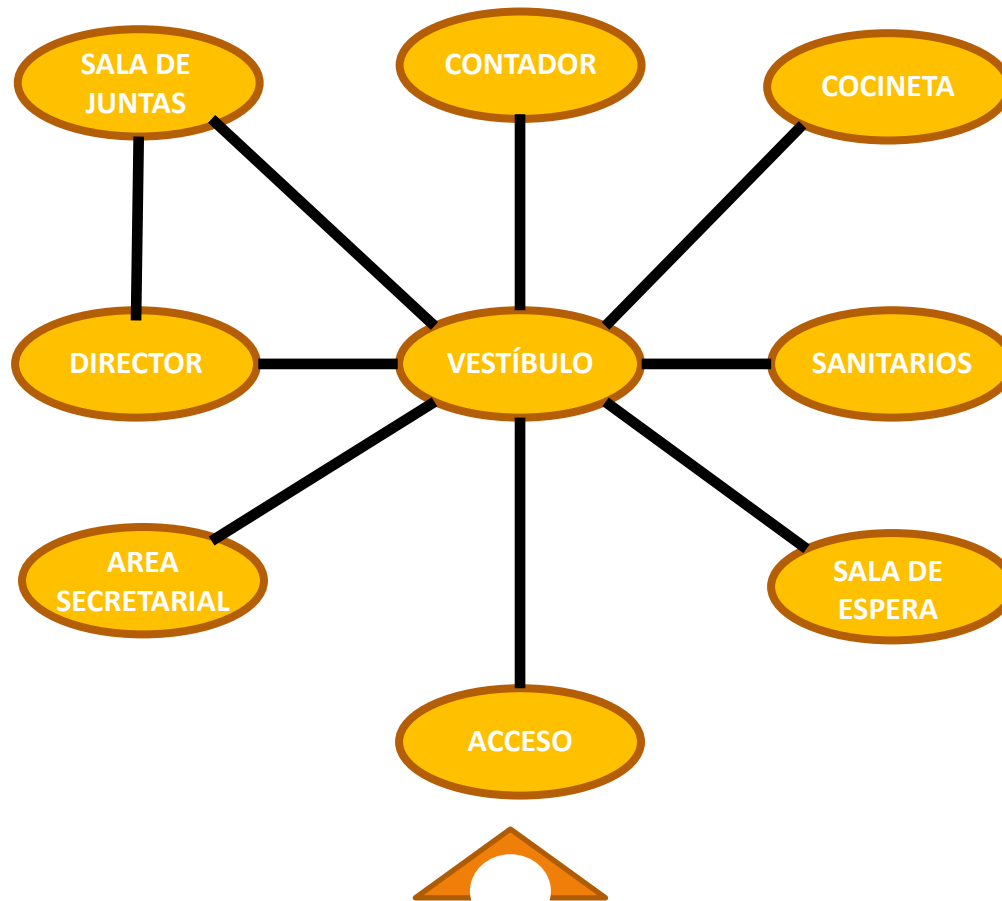 SALA DE
JUNTAS
CONTADOR
COCINETA
DIRECTOR
VESTÍBULO
SANITARIOS
AREA
SECRETARIAL
SALA DE
ESPERA
ACCESO